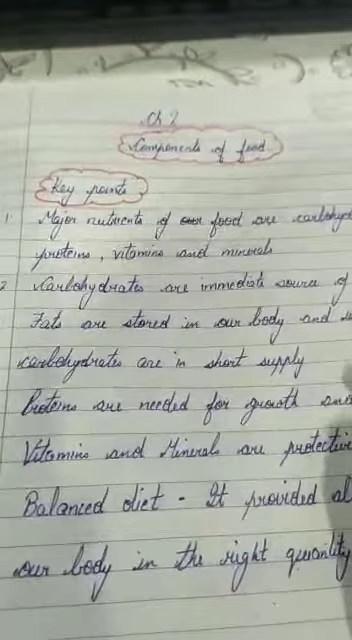 Ch 2
Components of food
Key points
1 Major nutrients of food are carbohyd
proteins, vitamins and minerals
2 Carbohydrates are immediate source of
Fats are stored in our body and
carbohydrates are in short supply
Proteins are needed for growth and
Vitamins and Minerals are protective
Balanced diet - It provided al
our body in the right quantity